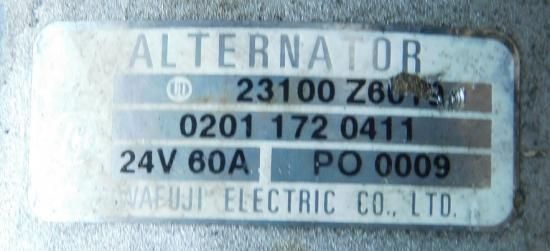 ALTERNATOR
23100
0201 172 0411
24V 60A PO 0009
ELECTRIC CO., LTD.